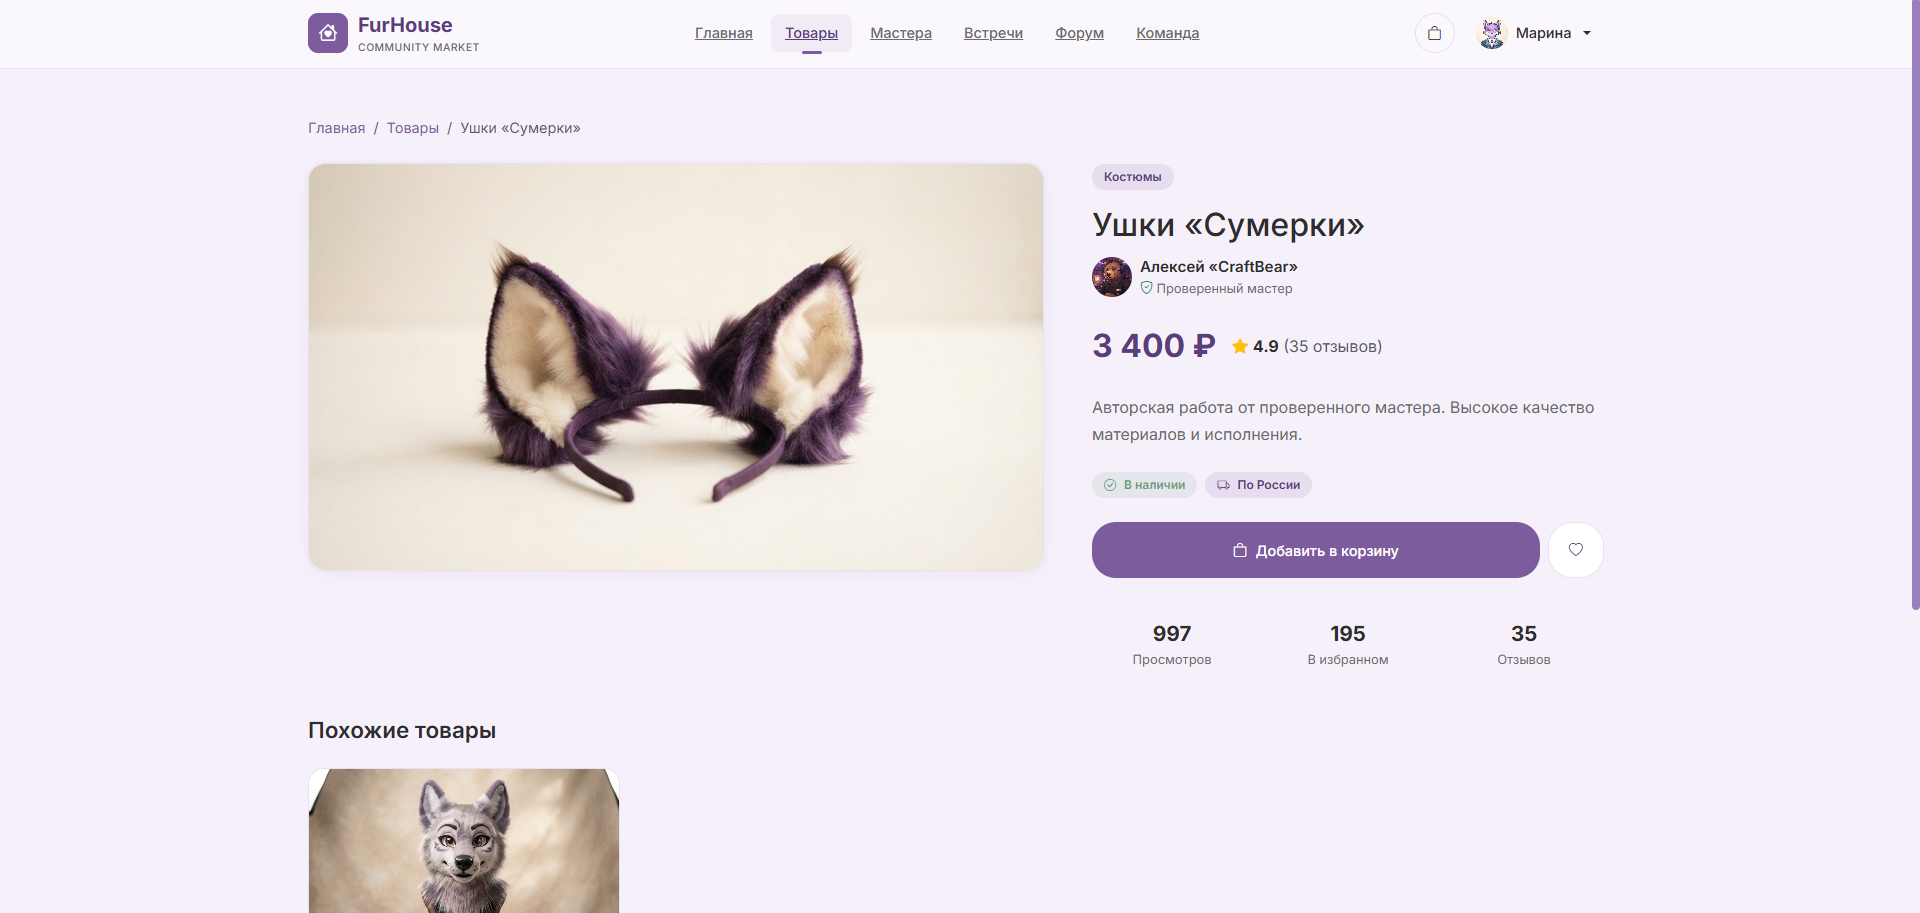 FurHouse
COMMUNITY MARKET
Главная
Товары
Мастера
Встречи
Форум
Команда
Марина
Главная / Товары / Ушки «Сумерки»
Костюмы
Ушки «Сумерки»
Алексей «CraftBear»
Проверенный мастер
3 400 ₽
4.9 (35 отзывов)
Авторская работа от проверенного мастера. Высокое качество
материалов и исполнения.
В наличии
По России
Добавить в корзину
997
Просмотров
195
В избранном
35
Отзывов
Похожие товары